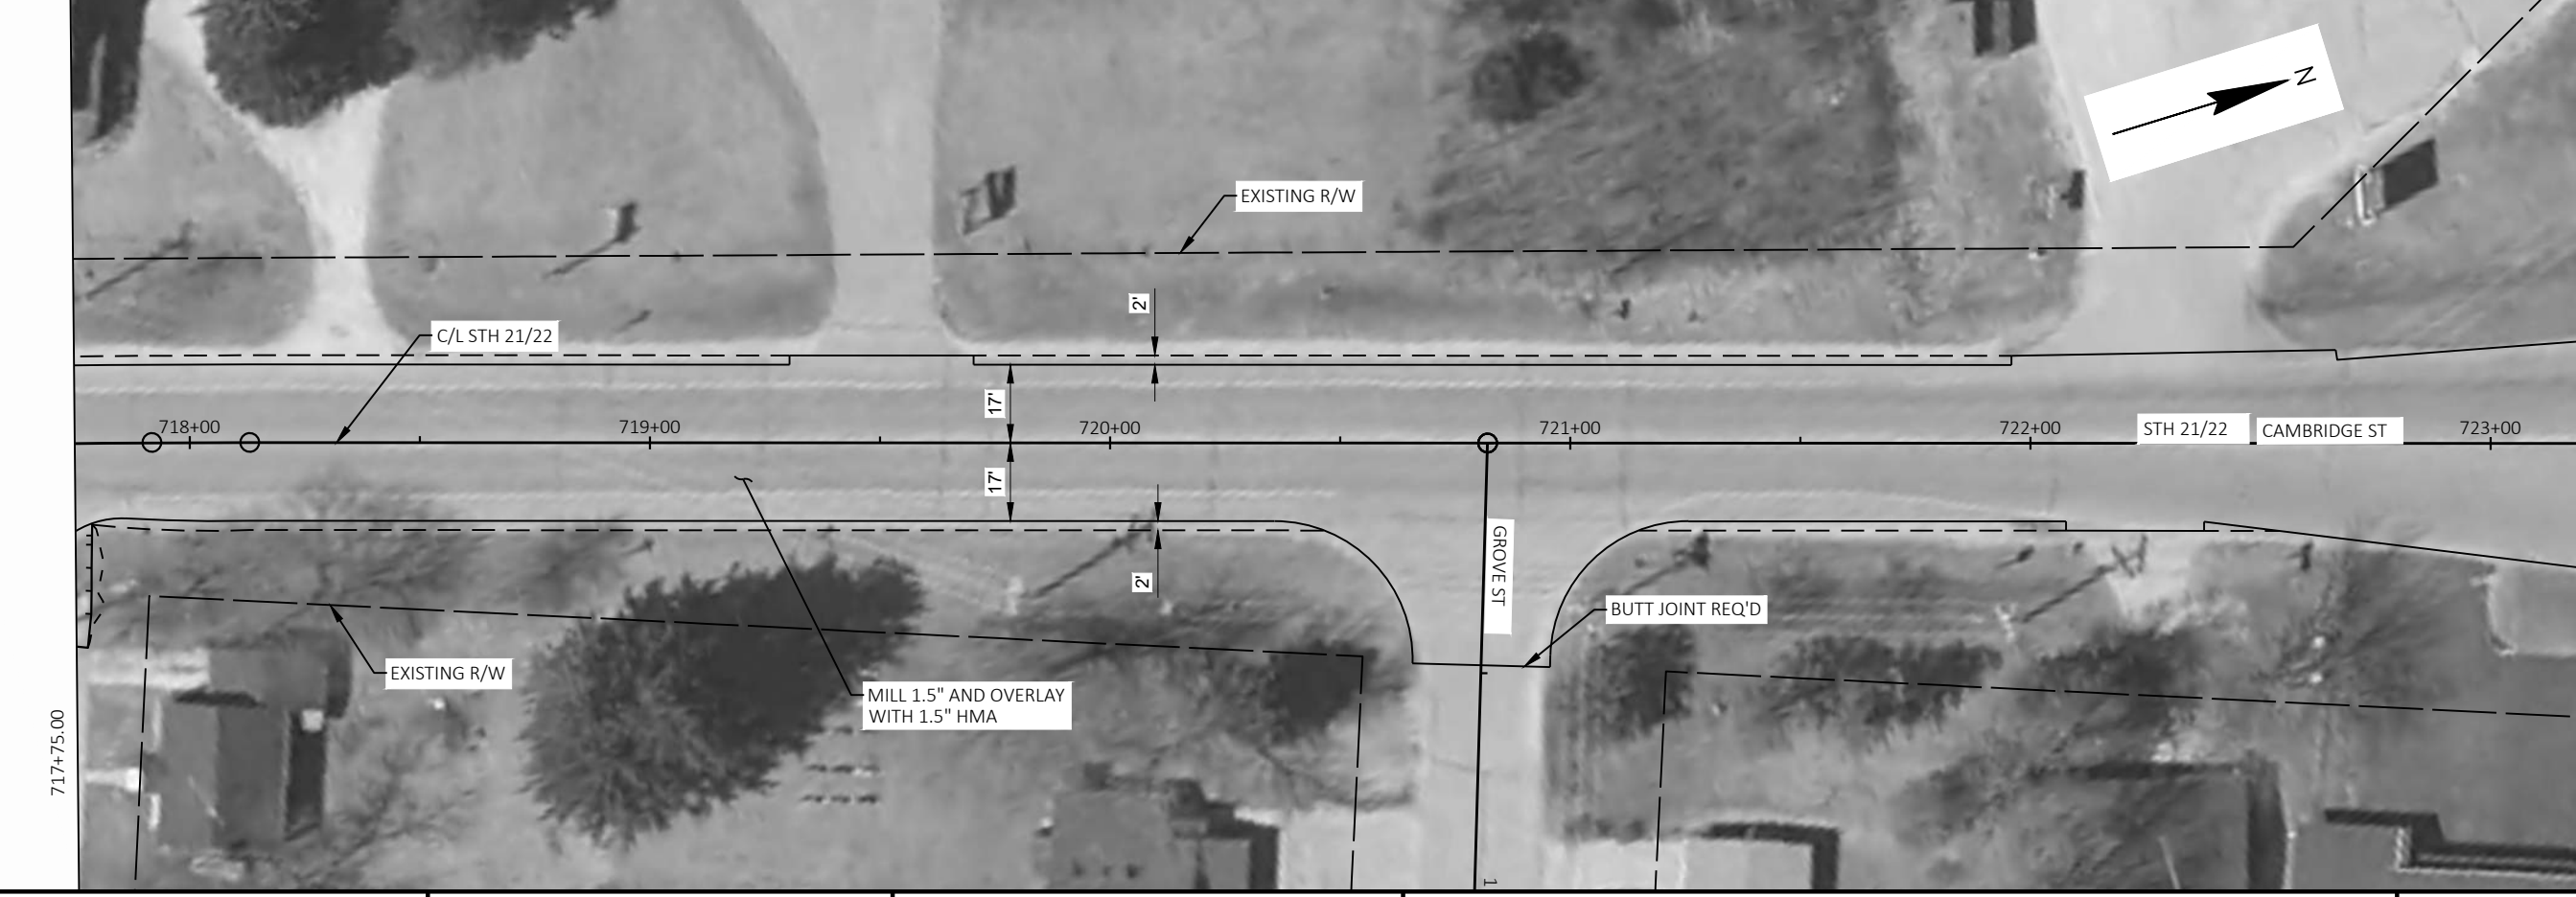 N
EXISTING R/W
2'
C/L STH 21/22
17'
718+00
719+00
720+00
721+00
722+00
STH 21/22
CAMBRIDGE ST
723+00
17'
GROVE ST
2'
BUTT JOINT REQ'D
EXISTING R/W
MILL 1.5" AND OVERLAY
WITH 1.5" HMA
717+75.00
1